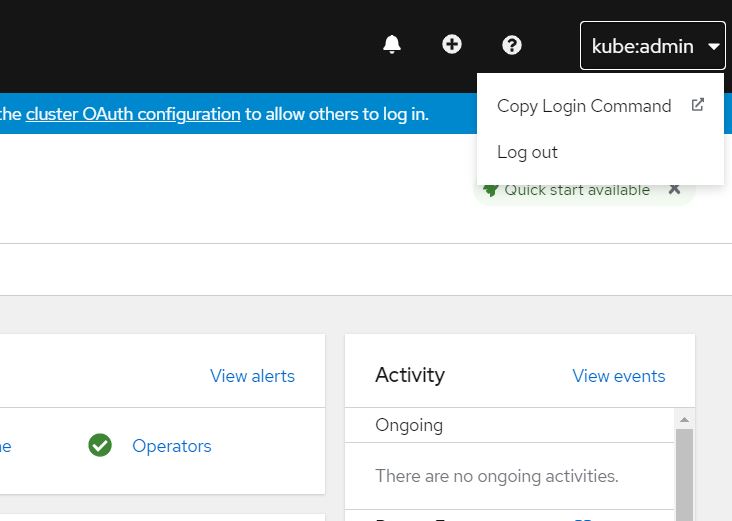 kube:admin
the cluster OAuth configuration to allow others to log in.
Copy Login Command
Log out
Quick start available
View alerts
Activity
View events
Ongoing
Operators
There are no ongoing activities.